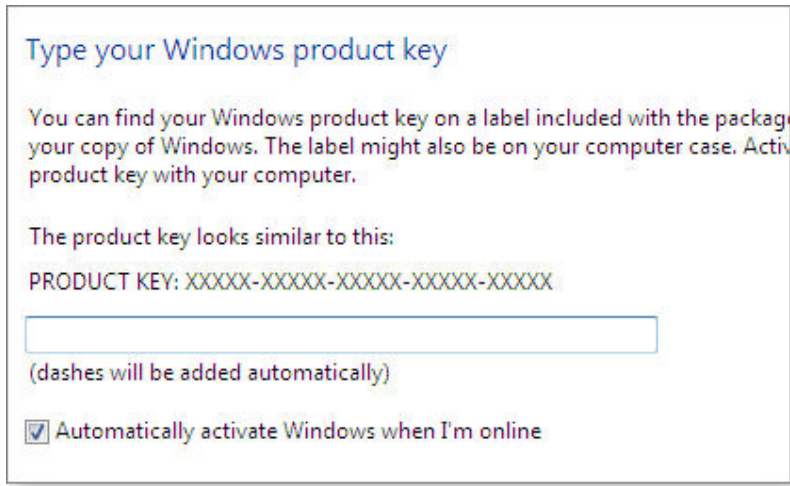 Type your Windows product key
You can find your Windows product key on a label included with the packag
your copy of Windows. The label might also be on your computer case. Activ
product key with your computer.
The product key looks similar to this:
PRODUCT KEY: XXXXX-XXXXX-XXXXX-XXXXX-XXXXX
(dashes will be added automatically)
Automatically activate Windows when I'm online